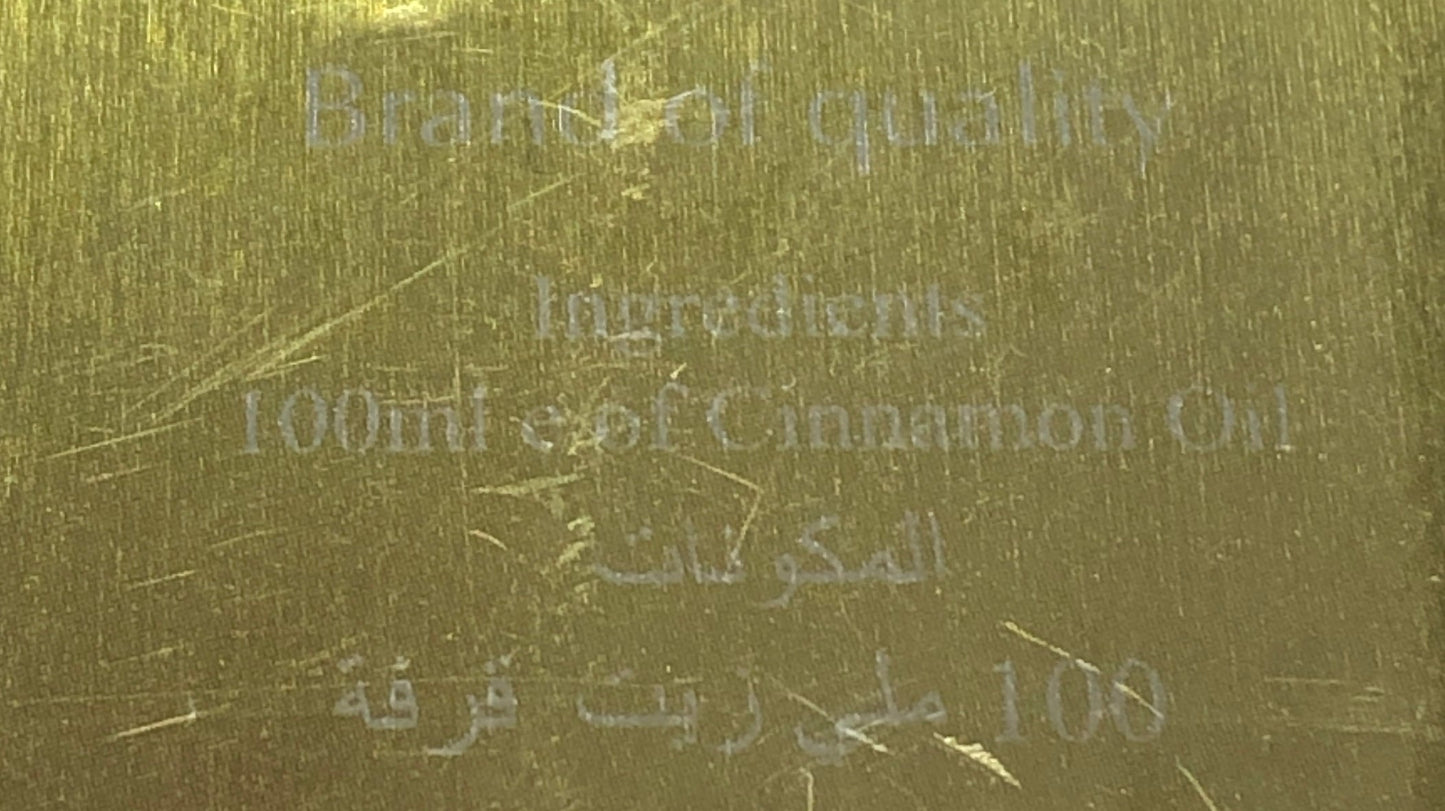 Brand of quality
Ingredients
100ml e of Cinnamon Oil
المكونات
100 ملي زيت قرفة